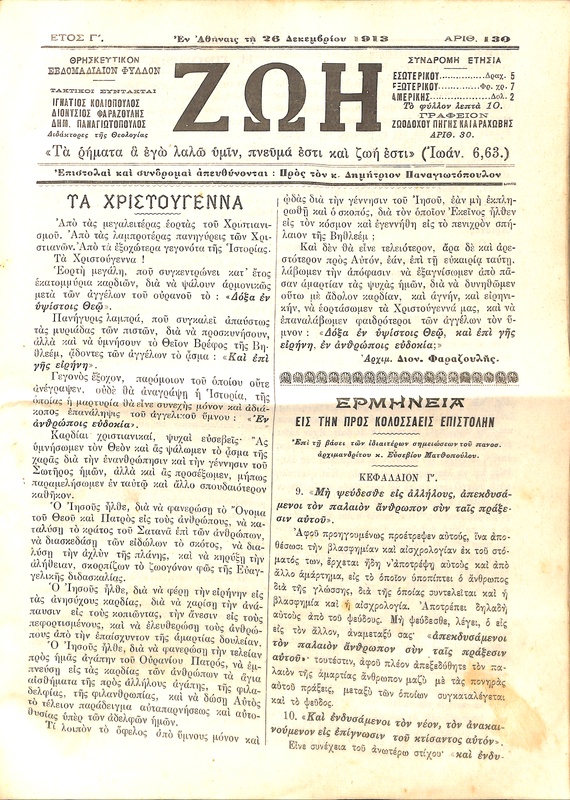 ΕΤΟΣ Γ΄.
Ἐν Ἀθήναις τῇ 26 Δεκεμβρίου 1913
ΑΡΙΘ. 130
ΘΡΗΣΚΕΥΤΙΚΟΝ
ΕΒΔΟΜΑΔΙΑΙΟΝ ΦΥΛΛΟΝ
ΤΑΚΤΙΚΟΙ ΣΥΝΤΑΚΤΑΙ
ΙΓΝΑΤΙΟΣ ΚΟΛΙΟΠΟΥΛΟΣ
ΔΙΟΝΥΣΙΟΣ ΦΑΡΑΖΟΥΛΗΣ
ΔΗΜ. ΠΑΝΑΓΙΩΤΟΠΟΥΛΟΣ
Διδάκτορες τῆς Θεολογίας
ΖΩΗ
ΣΥΝΔΡΟΜΗ ΕΤΗΣΙΑ
ΕΣΩΤΕΡΙΚΟΥ............Δραχ. 5
ΕΞΩΤΕΡΙΚΟΥ............Φρ. χρ. 7
ΑΜΕΡΙΚΗΣ...............Δολ. 2
Τὸ φύλλον λεπτὰ 10.
ΓΡΑΦΕΙΟΝ
ΖΩΟΔΟΧΟΥ ΠΗΓΗΣ ΚΑΙ ΑΡΑΧΩΒΗΣ
ΑΡΙΘ. 30.
«Τὰ ῥήματα ἃ ἐγὼ λαλῶ ὑμῖν, πνεῦμά ἐστι καὶ ζωή ἐστι» (Ἰωάν. 6,63.)
Ἐπιστολαὶ καὶ συνδρομαὶ ἀπευθύνονται : Πρὸς τὸν κ. Δημήτριον Παναγιωτόπουλον
ΤΑ ΧΡΙΣΤΟΥΓΕΝΝΑ
Ἀπὸ τὰς μεγαλειτέρας ἑορτὰς τοῦ Χριστιανι-
σμοῦ. Ἀπὸ τὰς λαμπροτέρας πανηγύρεις τῶν Χρι-
στιανῶν. Ἀπὸ τὰ ἐξοχώτερα γεγονότα τῆς Ἱστορίας.
Τὰ Χριστούγεννα !
Ἑορτὴ μεγάλη, ποῦ συγκεντρώνει κατ᾽ ἔτος
ἑκατομμύρια καρδιῶν, διὰ νὰ ψάλουν ἁρμονικῶς
μετὰ τῶν ἀγγέλων τοῦ οὐρανοῦ τὸ : «Δόξα ἐν
ὑψίστοις Θεῷ».
Πανήγυρις λαμπρά, ποῦ συγκαλεῖ ἀπαύστως
τὰς μυριάδας τῶν πιστῶν, διὰ νὰ προσκυνήσουν,
ἀλλὰ καὶ νὰ ὑμνήσουν τὸ Θεῖον Βρέφος τῆς Βη-
θλεέμ, ᾄδοντες τῶν ἀγγέλων τὸ ᾆσμα : «Καὶ ἐπὶ
γῆς εἰρήνη».
Γεγονὸς ἔξοχον, παρόμοιον τοῦ ὁποίου οὔτε
ἀνέγραψεν, οὐδὲ θὰ ἀναγράψῃ ἡ Ἱστορία, τῆς
ὁποίας ἡ μαρτυρία θὰ εἶνε συνεχὴς μόνον καὶ ἀδιά-
κοπος ἐπανάληψις τοῦ ἀγγελικοῦ ὕμνου : «Ἐν
ἀνθρώποις εὐδοκία».
Καρδίαι χριστιανικαί, ψυχαὶ εὐσεβεῖς· Ἂς
ὑμνήσωμεν τὸν Θεὸν καὶ ἂς ψάλωμεν τὸ ᾆσμα τῆς
χαρᾶς διὰ τὴν ἐνανθρώπησιν καὶ τὴν γέννησιν τοῦ
Σωτῆρος ἡμῶν, ἀλλὰ καὶ ἂς προσέξωμεν, μήπως
παραμελήσωμεν ἐν ταὐτῷ καὶ ἄλλο σπουδαιότερον
καθῆκον.
Ὁ Ἰησοῦς ἦλθε, διὰ νὰ φανερώσῃ τὸ Ὄνομα
τοῦ Θεοῦ καὶ Πατρὸς εἰς τοὺς ἀνθρώπους, νὰ κα-
ταλύσῃ τὸ κράτος τοῦ Σατανᾶ ἐπὶ τῶν ἀνθρώπων,
νὰ διασκεδάσῃ τῶν εἰδώλων τὸ σκότος, νὰ δια-
λύσῃ τὴν ἀχλὺν τῆς πλάνης, καὶ νὰ κηρύξῃ τὴν
ἀλήθειαν, σκορπίζων τὸ ζωογόνον φῶς τῆς Εὐαγ-
γελικῆς διδασκαλίας.
Ὁ Ἰησοῦς ἦλθε, διὰ νὰ φέρῃ τὴν εἰρήνην εἰς
τὰς ἀνησύχους καρδίας, διὰ νὰ χαρίσῃ τὴν ἀνά-
παυσιν εἰς τοὺς κοπιῶντας, τὴν ἄνεσιν εἰς τοὺς
πεφορτισμένους, καὶ νὰ ἐλευθερώσῃ τοὺς ἀνθρώ-
πους ἀπὸ τὴν ἐπαίσχυντον τῆς ἁμαρτίας δουλείαν.
Ὁ Ἰησοῦς ἦλθε, διὰ νὰ φανερώσῃ τὴν τελείαν
πρὸς ἡμᾶς ἀγάπην τοῦ Οὐρανίου Πατρός, νὰ ἐμ-
πνεύσῃ εἰς τὰς καρδίας τῶν ἀνθρώπων τὰ ἅγια
αἰσθήματα τῆς πρὸς ἀλλήλους ἀγάπης, τῆς φιλα-
δελφίας, τῆς φιλανθρωπίας, καὶ νὰ δώσῃ Αὐτὸς
τὸ τέλειον παράδειγμα αὐταπαρνήσεως καὶ αὐτο-
θυσίας ὑπὲρ τῶν ἀδελφῶν ἡμῶν.
Τί λοιπὸν τὸ ὄφελος ἀπὸ ὕμνους μόνον καὶ
ᾠδὰς διὰ τὴν γέννησιν τοῦ Ἰησοῦ, ἐὰν μὴ ἐκπλη-
ρωθῇ καὶ ὁ σκοπός, διὰ τὸν ὁποῖον Ἐκεῖνος ἦλθεν
εἰς τὸν κόσμον καὶ ἐγεννήθη εἰς τὸ πενιχρὸν σπή-
λαιον τῆς Βηθλεέμ ;
Καὶ δὲν θὰ εἶνε τελειότερον, ἄρα δὲ καὶ ἀρε-
στότερον πρὸς Αὐτόν, ἐάν, ἐπὶ τῇ εὐκαιρίᾳ ταύτῃ,
λάβωμεν τὴν ἀπόφασιν νὰ ἐξαγνίσωμεν ἀπὸ πᾶ-
σαν ἁμαρτίαν τὰς ψυχὰς ἡμῶν, διὰ νὰ δυνηθῶμεν
οὕτω μὲ ἄδολον καρδίαν, καὶ ἁγνήν, καὶ εἰρηνι-
κήν, νὰ ἑορτάσωμεν τὰ Χριστούγεννά μας, καὶ νὰ
ἐπαναλάβωμεν φαιδρότεροι τῶν ἀγγέλων τὸν ὕ-
μνον : «Δόξα ἐν ὑψίστοις Θεῷ, καὶ ἐπὶ γῆς
εἰρήνη, ἐν ἀνθρώποις εὐδοκία;»
Ἀρχιμ. Διον. Φαραζουλῆς.
ΕΡΜΗΝΕΙΑ
ΕΙΣ ΤΗΝ ΠΡΟΣ ΚΟΛΟΣΣΑΕΙΣ ΕΠΙΣΤΟΛΗΝ
Ἐπὶ τῇ βάσει τῶν ἰδιαιτέρων σημειώσεων τοῦ πανοσ.
ἀρχιμανδρίτου κ. Εὐσεβίου Ματθοπούλου.
ΚΕΦΑΛΑΙΟΝ Γ΄.
9. «Μὴ ψεύδεσθε εἰς ἀλλήλους, ἀπεκδυσά-
μενοι τὸν παλαιὸν ἄνθρωπον σὺν ταῖς πράξε-
σιν αὐτοῦ».
Ἀφοῦ προηγουμένως προέτρεψεν αὐτούς, ἵνα ἀπο-
θέσωσι τὴν βλασφημίαν καὶ αἰσχρολογίαν ἐκ τοῦ στό-
ματός των, ἔρχεται ἤδη ν᾽ ἀποτρέψῃ αὐτοὺς καὶ ἀπὸ
ἄλλο ἁμάρτημα, εἰς τὸ ὁποῖον ὑποπίπτει ὁ ἄνθρωπος
διὰ τῆς γλώσσης, διὰ τῆς ὁποίας συντελεῖται καὶ ἡ
βλασφημία καὶ ἡ αἰσχρολογία. Ἀποτρέπει δηλαδὴ
αὐτοὺς ἀπὸ τοῦ ψεύδους. Μὴ ψεύδεσθε, λέγει, ὁ εἷς
εἰς τὸν ἄλλον, ἀναμεταξύ σας· «ἀπεκδυσάμενοι
τὸν παλαιὸν ἄνθρωπον σὺν ταῖς πράξεσιν
αὐτοῦ»· τουτέστιν, ἀφοῦ πλέον ἀπεξεδύθητε τὸν πα-
λαιὸν τῆς ἁμαρτίας ἄνθρωπον μαζὺ μὲ τὰς πονηρὰς
αὐτοῦ πράξεις, μεταξὺ τῶν ὁποίων συγκαταλέγεται
καὶ τὸ ψεῦδος.
10. «Καὶ ἐνδυσάμενοι τὸν νέον, τὸν ἀνακαι-
νούμενον εἰς ἐπίγνωσιν τοῦ κτίσαντος αὐτόν».
Εἶνε συνέχεια τοῦ ἀνωτέρω στίχου· «καὶ ἐνδυ-